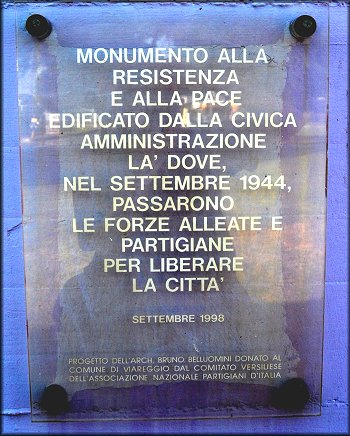 MONUMENTO ALLA
RESISTENZA
E ALLA PACE
EDIFICATO DALLA CIVICA
AMMINISTRAZIONE
LA' DOVE,
NEL SETTEMBRE 1944,
PASSARONO
LE FORZE ALLEATE E
PARTIGIANE
PER LIBERARE
LA CITTA'
SETTEMBRE 1998
PROGETTO DELL'ARCH. BRUNO BELLUOMINI DONATO AL
COMUNE DI VIAREGGIO DAL COMITATO VERSILIESE
DELL'ASSOCIAZIONE NAZIONALE PARTIGIANI D'ITALIA